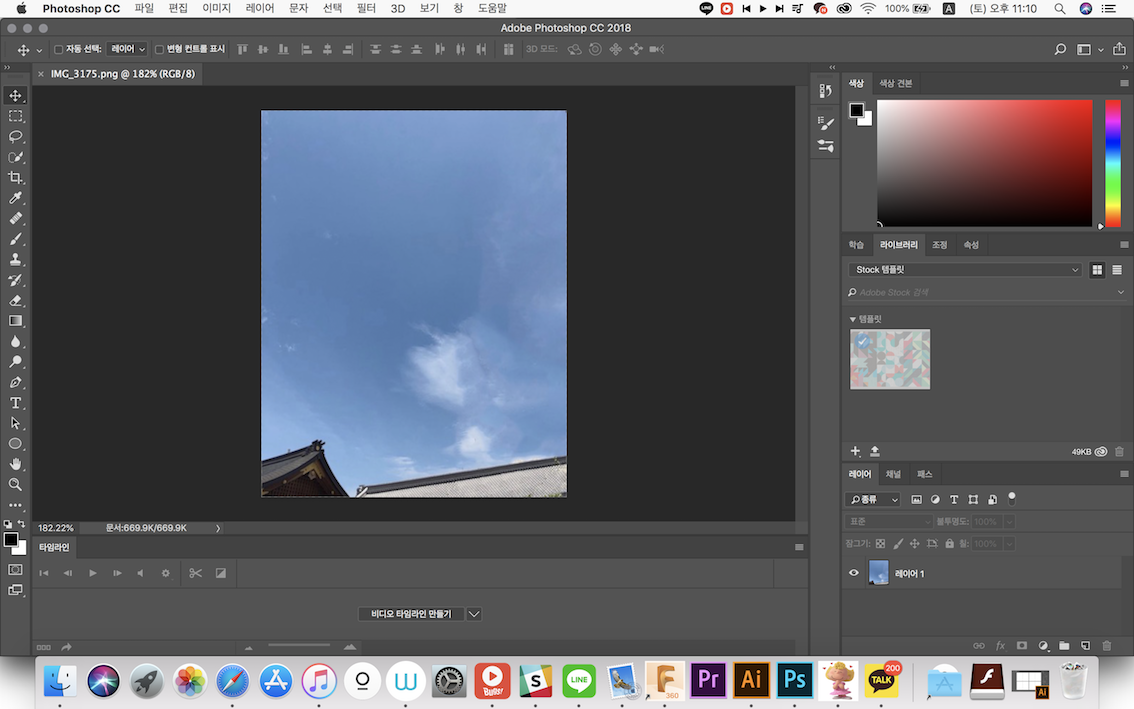 Photoshop CC 파일 편집 이미지 레이어 문자 선택 필터 3D 보기 창 도움말 100% A (토) 오후 11:10
Adobe Photoshop CC 2018
자동 선택: 레이어 변형 컨트롤 표시 3D 모드:
IMG_3175.png @ 182% (RGB/8)
색상 색상 견본
학습 라이브러리 조정 속성
Stock 템플릿
Adobe Stock 검색
템플릿
49KB
레이어 채널 패스
종류
표준 불투명도: 100%
잠그기: 칠: 100%
레이어 1
fx
182.22% 문서:669.9K/669.9K
타임라인
비디오 타임라인 만들기
BUGS! S LINE 360 Pr Ai Ps TALK 200 Ai